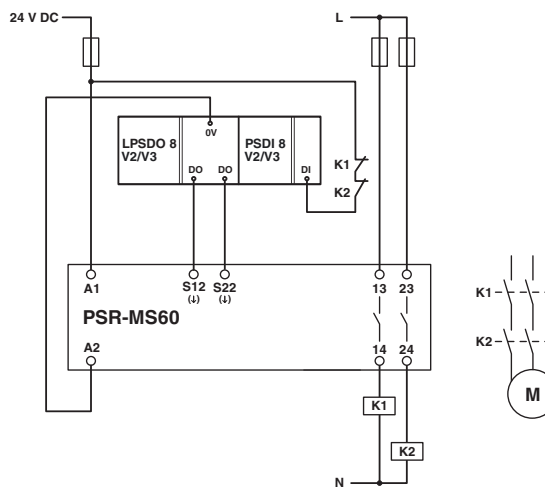 24 V DC
L
LPSDO 8
V2/V3
0V
PSDI 8
V2/V3
DO
DO
DI
K1
K2
A1
S12
(↓)
S22
(↓)
13
23
PSR-MS60
A2
14
24
K1
K2
N
K1
K2
M